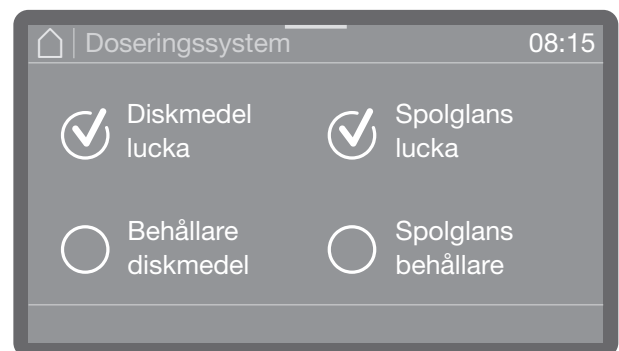 Doseringssystem 08:15
Diskmedel
lucka
Spolglans
lucka
Behållare
diskmedel
Spolglans
behållare